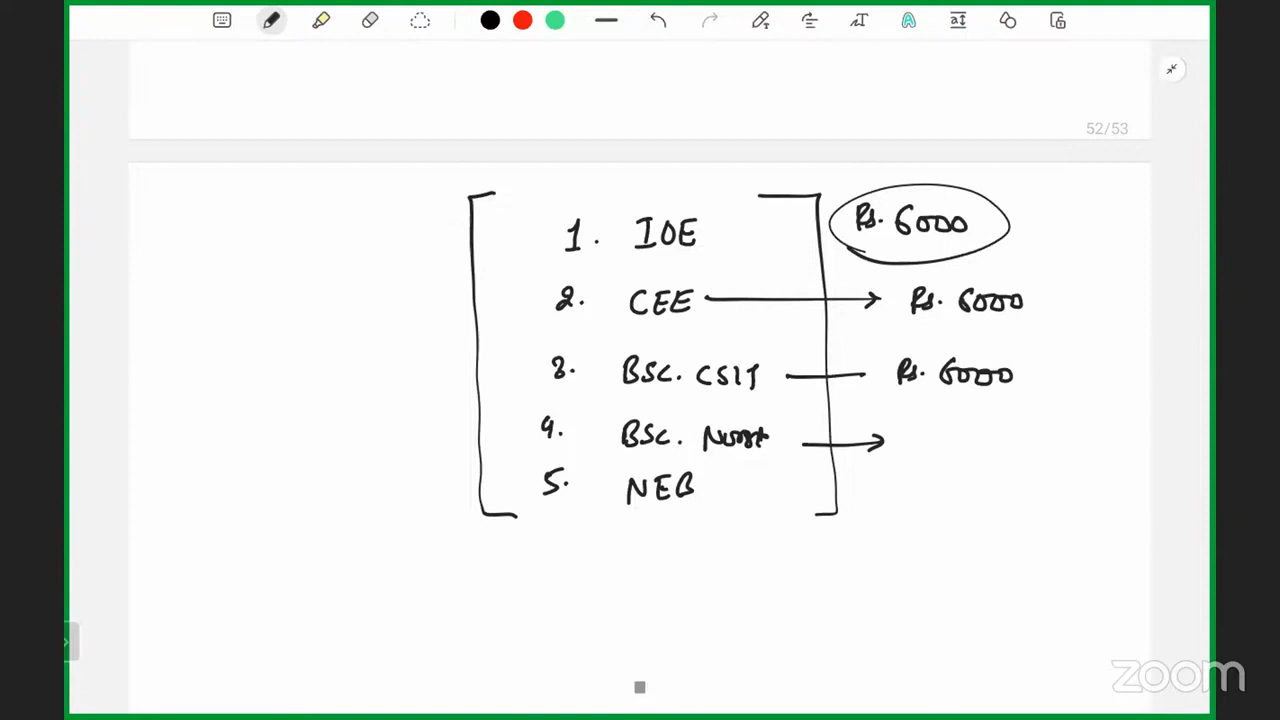 52/53
1. IOE Rs. 6000
2. CEE → Rs. 6000
3. BSC. CSIT — Rs. 6000
4. BSC. →
5. NEB
zoom